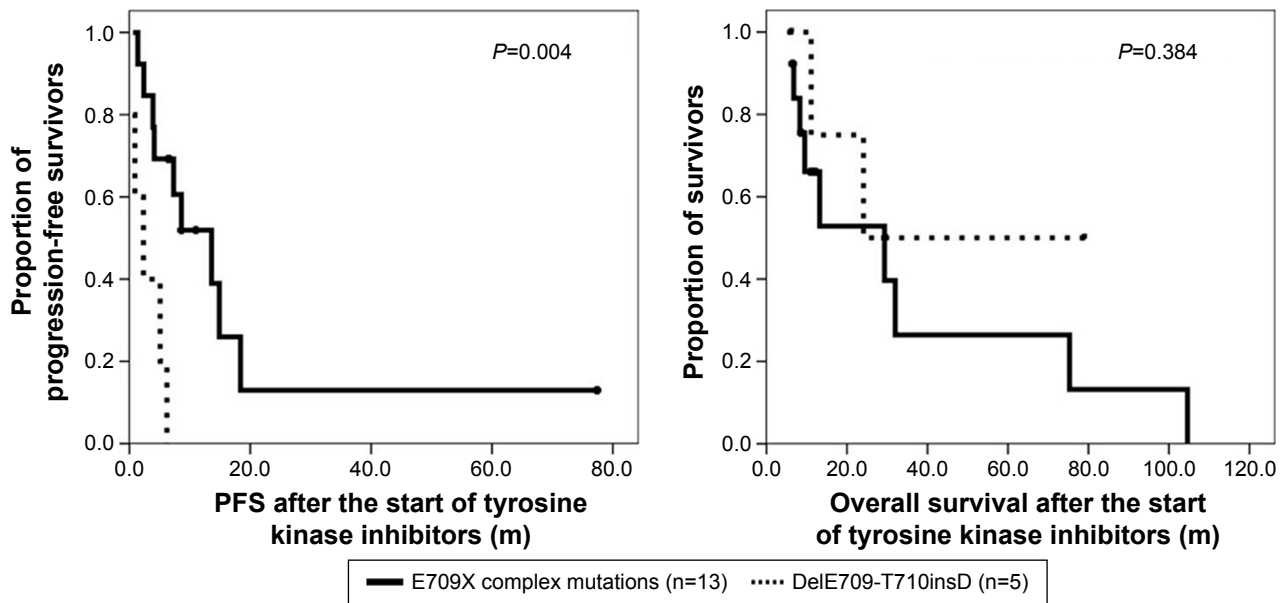 Proportion of
progression-free survivors
1.0
0.8
0.6
0.4
0.2
0.0
P=0.004
0.0 20.0 40.0 60.0 80.0
PFS after the start of tyrosine
kinase inhibitors (m)
Proportion of survivors
1.0
0.8
0.6
0.4
0.2
0.0
P=0.384
0.0 20.0 40.0 60.0 80.0 100.0 120.0
Overall survival after the start
of tyrosine kinase inhibitors (m)
E709X complex mutations (n=13) DelE709-T710insD (n=5)